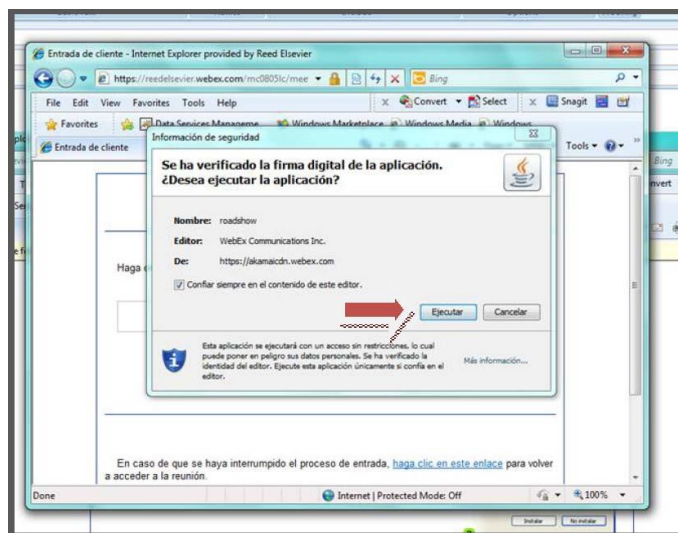 Entrada de cliente - Internet Explorer provided by Reed Elsevier
https://reedelsevier.webex.com/mc0805lc/mee
Bing
File Edit View Favorites Tools Help
Convert Select
Snagit
Favorites
Data Services Manageme
Windows Marketplace
Windows Media
Windows
Entrada de cliente
Tools
Información de seguridad
Se ha verificado la firma digital de la aplicación.
¿Desea ejecutar la aplicación?
Nombre: roadshow
Editor: WebEx Communications Inc.
De: https://akamaicdn.webex.com
Haga
Confiar siempre en el contenido de este editor.
Ejecutar Cancelar
Esta aplicación se ejecutará con un acceso sin restricciones, lo cual
puede poner en peligro sus datos personales. Se ha verificado la
identidad del editor. Ejecute esta aplicación únicamente si confía en el
editor.
Más información...
En caso de que se haya interrumpido el proceso de entrada, haga clic en este enlace para volver
a acceder a la reunión.
Done
Internet | Protected Mode: Off
100%
Instalar No instalar
Bing